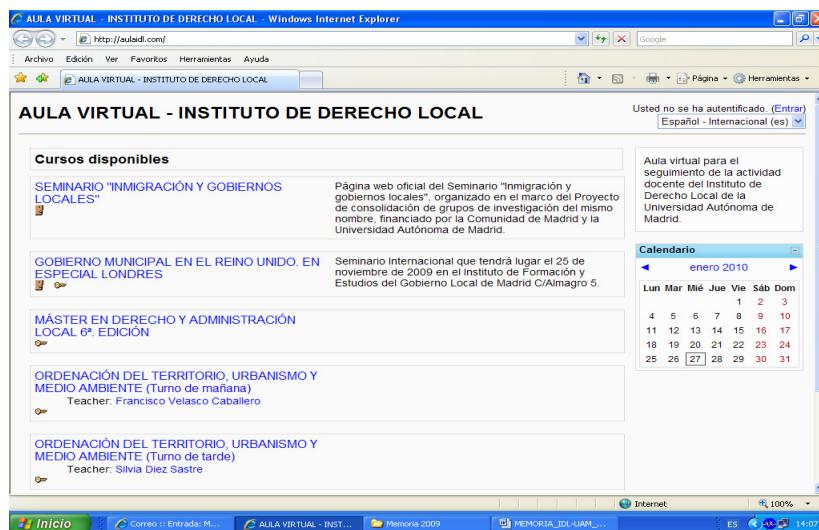 AULA VIRTUAL - INSTITUTO DE DERECHO LOCAL - Windows Internet Explorer
http://aulaidl.com/
Google
Archivo Edición Ver Favoritos Herramientas Ayuda
AULA VIRTUAL - INSTITUTO DE DERECHO LOCAL
Página Herramientas
AULA VIRTUAL - INSTITUTO DE DERECHO LOCAL
Usted no se ha autentificado. (Entrar)
Español - Internacional (es)
Cursos disponibles
SEMINARIO "INMIGRACIÓN Y GOBIERNOS
LOCALES"
Página web oficial del Seminario "Inmigración y
gobiernos locales", organizado en el marco del Proyecto
de consolidación de grupos de investigación del mismo
nombre, financiado por la Comunidad de Madrid y la
Universidad Autónoma de Madrid.
GOBIERNO MUNICIPAL EN EL REINO UNIDO. EN
ESPECIAL LONDRES
Seminario Internacional que tendrá lugar el 25 de
noviembre de 2009 en el Instituto de Formación y
Estudios del Gobierno Local de Madrid C/Almagro 5.
MÁSTER EN DERECHO Y ADMINISTRACIÓN
LOCAL 6ª. EDICIÓN
ORDENACIÓN DEL TERRITORIO, URBANISMO Y
MEDIO AMBIENTE (Turno de mañana)
Teacher: Francisco Velasco Caballero
ORDENACIÓN DEL TERRITORIO, URBANISMO Y
MEDIO AMBIENTE (Turno de tarde)
Teacher: Silvia Diez Sastre
Aula virtual para el
seguimiento de la actividad
docente del Instituto de
Derecho Local de la
Universidad Autónoma de
Madrid.
Calendario
enero 2010
Lun Mar Mié Jue Vie Sáb Dom
1 2 3
4 5 6 7 8 9 10
11 12 13 14 15 16 17
18 19 20 21 22 23 24
25 26 27 28 29 30 31
Internet 100%
Inicio Correo :: Entrada: M... AULA VIRTUAL - INST... Memoria 2009 MEMORIA_IDL-UAM_... ES 14:07